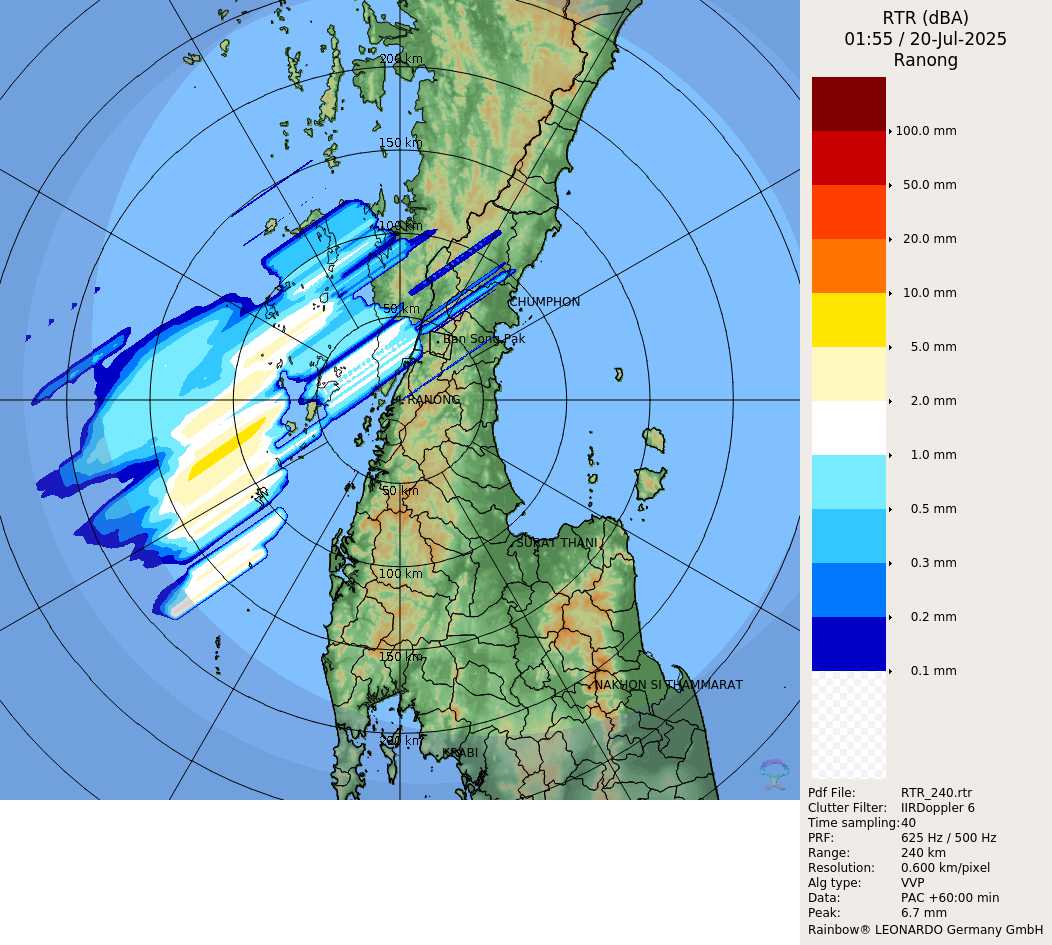 RTR (dBA)
01:55 / 20-Jul-2025
Ranong
200 km
150 km
100 km
50 km
CHUMPHON
Ban Song Pak
RANONG
50 km
SURAT THANI
100 km
150 km
NAKHON SI THAMMARAT
200 km
KRABI
100.0 mm
50.0 mm
20.0 mm
10.0 mm
5.0 mm
2.0 mm
1.0 mm
0.5 mm
0.3 mm
0.2 mm
0.1 mm
Pdf File: RTR_240.rtr
Clutter Filter: IIRDoppler 6
Time sampling:40
PRF: 625 Hz / 500 Hz
Range: 240 km
Resolution: 0.600 km/pixel
Alg type: VVP
Data: PAC +60:00 min
Peak: 6.7 mm
Rainbow® LEONARDO Germany GmbH